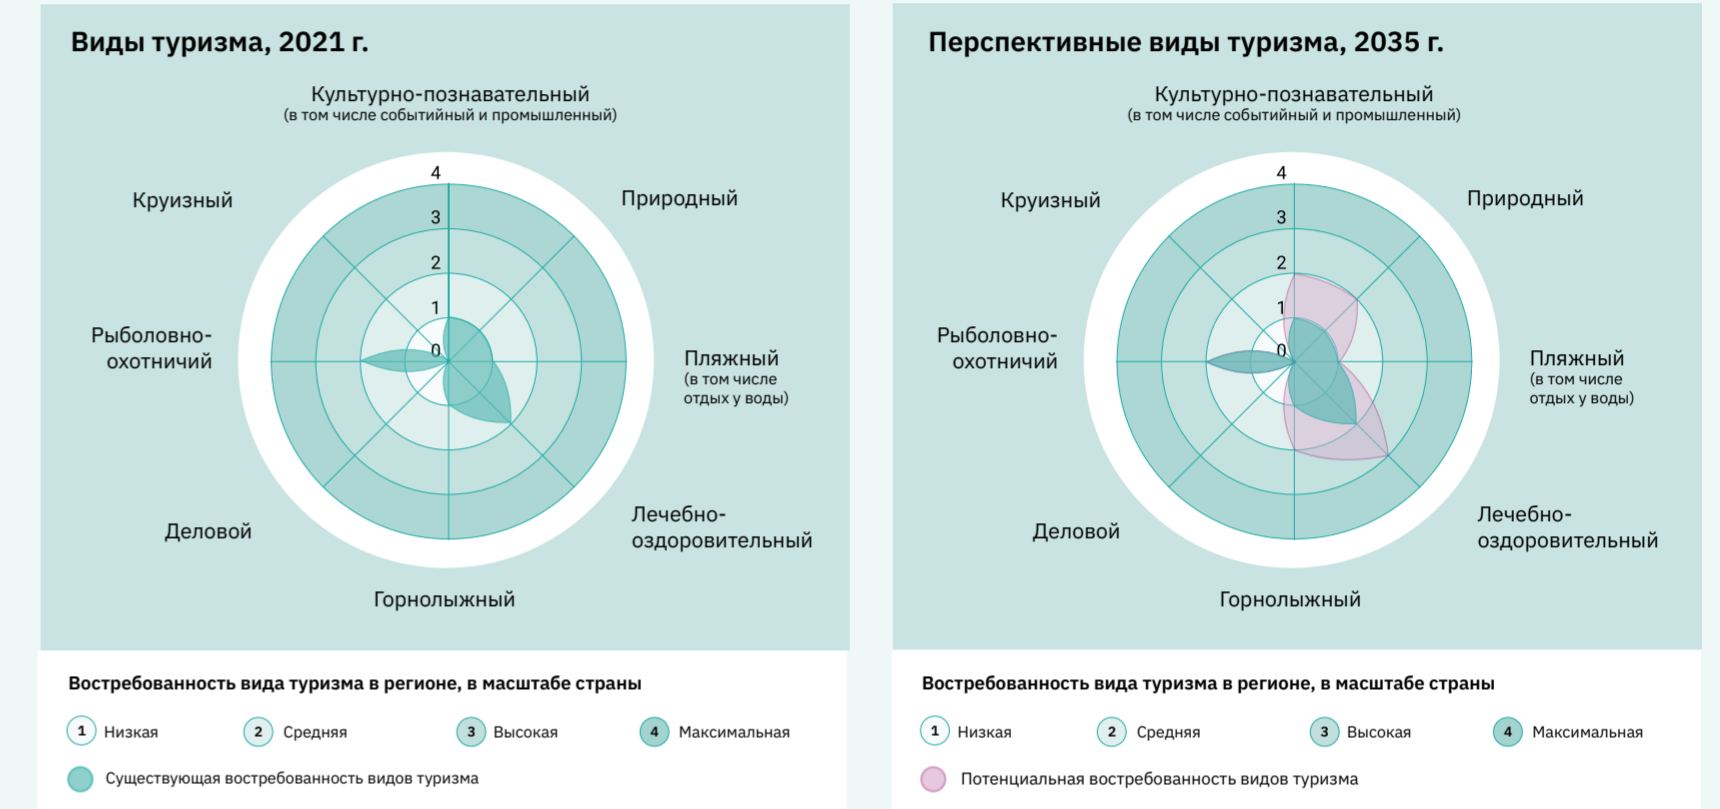 Виды туризма, 2021 г.
Культурно-познавательный
(в том числе событийный и промышленный)
Круизный
Природный
4
3
2
1
0
Рыболовно-
охотничий
Пляжный
(в том числе
отдых у воды)
Деловой
Лечебно-
оздоровительный
Горнолыжный
Востребованность вида туризма в регионе, в масштабе страны
1 Низкая 2 Средняя 3 Высокая 4 Максимальная
Существующая востребованность видов туризма
Перспективные виды туризма, 2035 г.
Культурно-познавательный
(в том числе событийный и промышленный)
Круизный
Природный
4
3
2
1
0
Рыболовно-
охотничий
Пляжный
(в том числе
отдых у воды)
Деловой
Лечебно-
оздоровительный
Горнолыжный
Востребованность вида туризма в регионе, в масштабе страны
1 Низкая 2 Средняя 3 Высокая 4 Максимальная
Потенциальная востребованность видов туризма